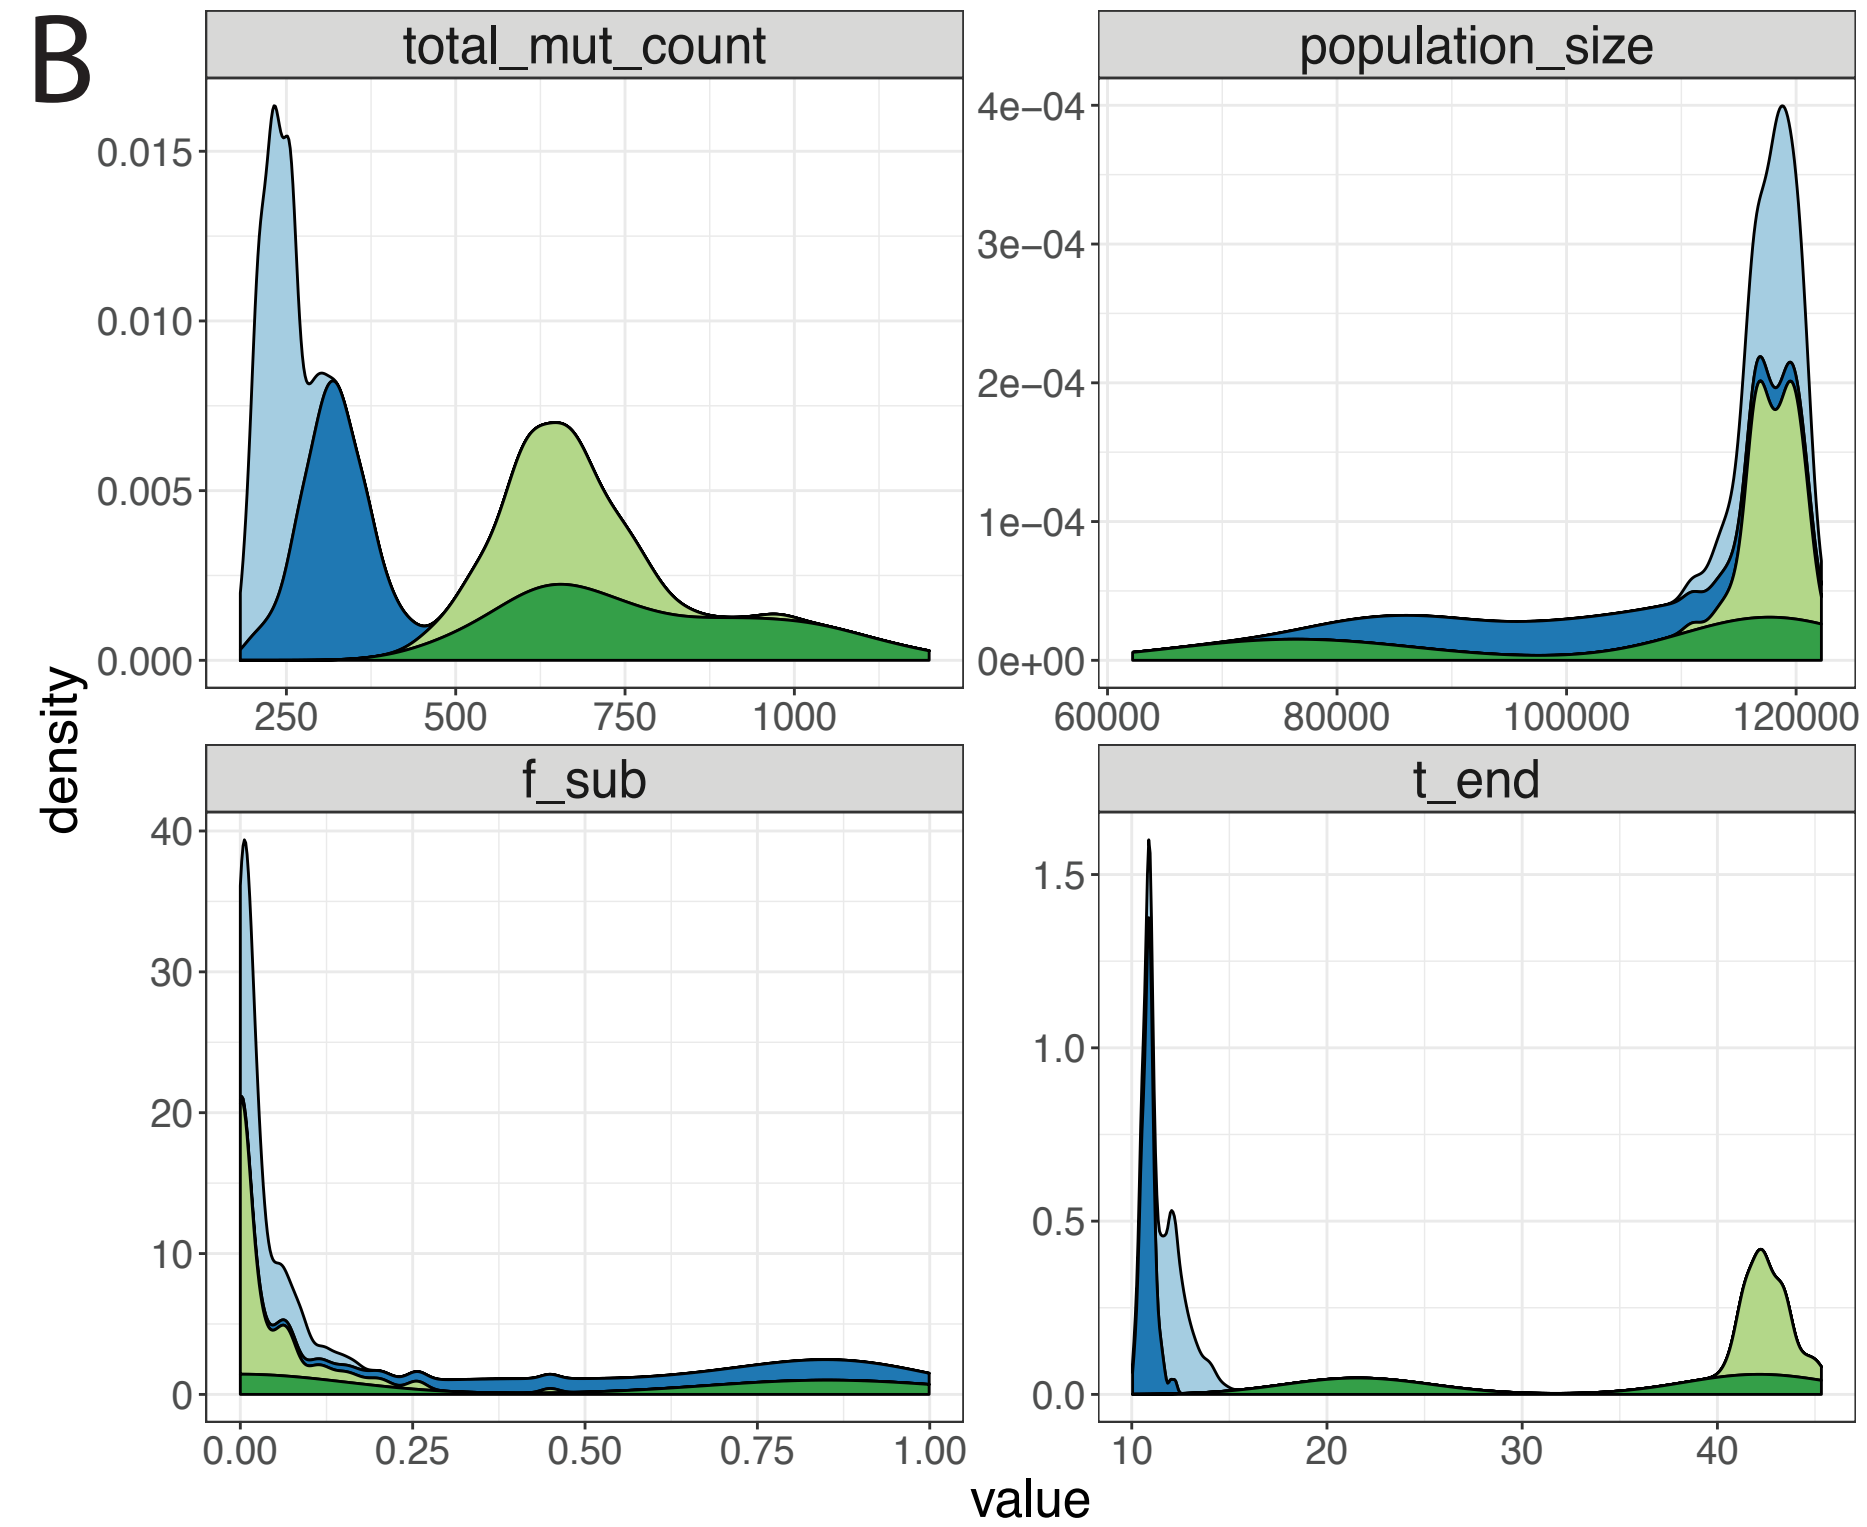 B
total_mut_count
population_size
0.015
0.010
0.005
0.000
250 500 750 1000
4e−04
3e−04
2e−04
1e−04
0e+00
60000 80000 100000 120000
density
f_sub
t_end
40
30
20
10
0
0.00 0.25 0.50 0.75 1.00
1.5
1.0
0.5
0.0
10 20 30 40
value